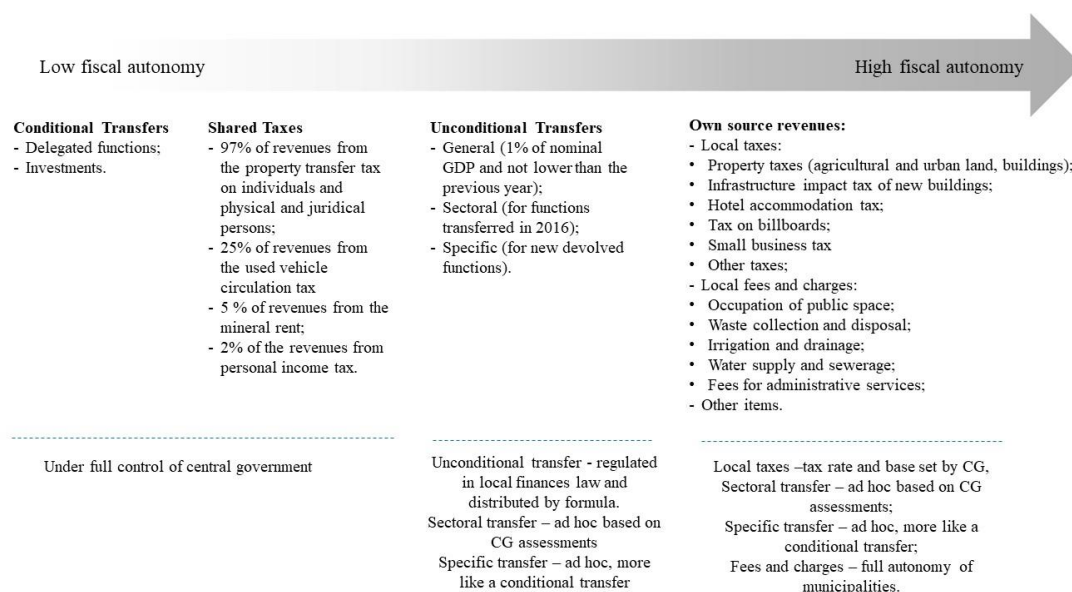 Low fiscal autonomy
High fiscal autonomy
Conditional Transfers
- Delegated functions;
- Investments.
Shared Taxes
- 97% of revenues from
the property transfer tax
on individuals and
physical and juridical
persons;
- 25% of revenues from
the used vehicle
circulation tax
- 5 % of revenues from the
mineral rent;
- 2% of the revenues from
personal income tax.
Unconditional Transfers
- General (1% of nominal
GDP and not lower than the
previous year);
- Sectoral (for functions
transferred in 2016);
- Specific (for new devolved
functions).
Own source revenues:
- Local taxes:
• Property taxes (agricultural and urban land, buildings);
• Infrastructure impact tax of new buildings;
• Hotel accommodation tax;
• Tax on billboards;
• Small business tax
• Other taxes;
- Local fees and charges:
• Occupation of public space;
• Waste collection and disposal;
• Irrigation and drainage;
• Water supply and sewerage;
• Fees for administrative services;
- Other items.
Under full control of central government
Unconditional transfer - regulated
in local finances law and
distributed by formula.
Sectoral transfer – ad hoc based on
CG assessments
Specific transfer – ad hoc, more
like a conditional transfer
Local taxes –tax rate and base set by CG,
Sectoral transfer – ad hoc based on CG
assessments;
Specific transfer – ad hoc, more like a
conditional transfer;
Fees and charges – full autonomy of
municipalities.